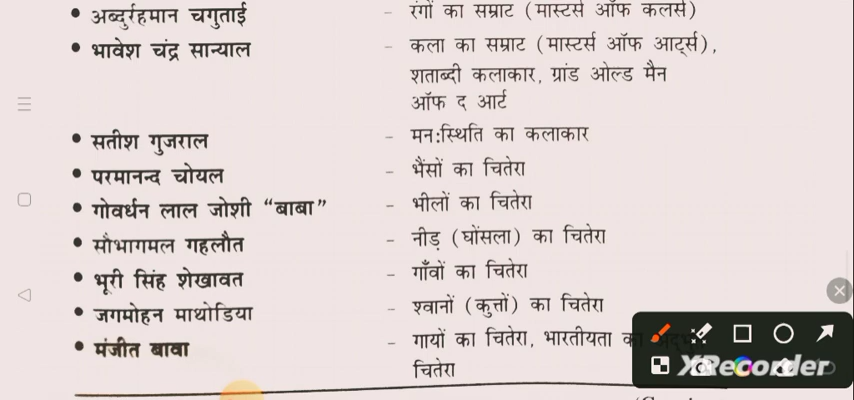 • अब्दुर्रहमान चगुताई – रंगों का सम्राट (मास्टर्स ऑफ कलर्स)
• भावेश चंद्र सान्याल – कला का सम्राट (मास्टर्स ऑफ आर्ट्स),
शताब्दी कलाकार, ग्रांड ओल्ड मैन
ऑफ द आर्ट
• सतीश गुजराल – मन:स्थिति का कलाकार
• परमानन्द चोयल – भैंसों का चितेरा
• गोवर्धन लाल जोशी “बाबा” – भीलों का चितेरा
• सौभागमल गहलौत – नीड़ (घोंसला) का चितेरा
• भूरी सिंह शेखावत – गाँवों का चितेरा
• जगमोहन माथोडिया – श्वानों (कुत्तों) का चितेरा
• मंजीत बावा – गायों का चितेरा, भारतीयता का
चितेरा
XRecorder